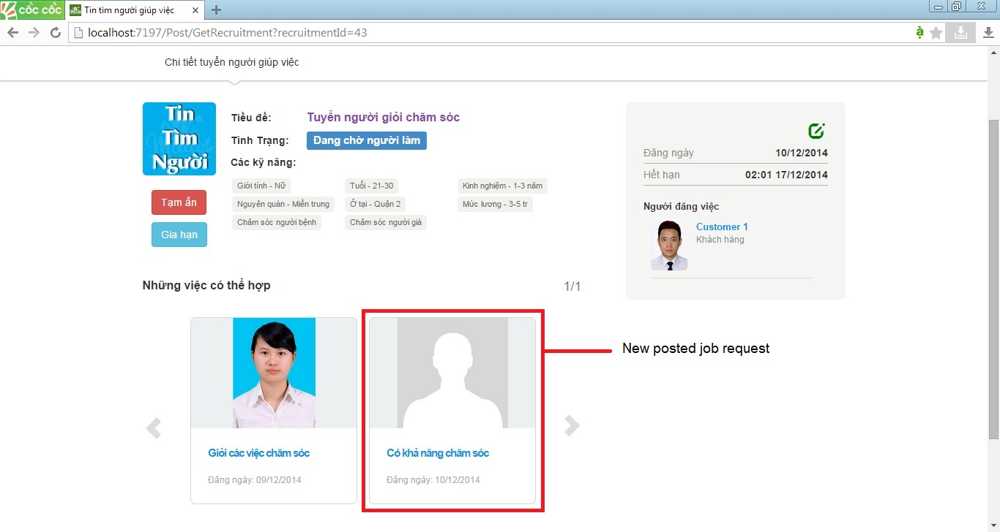 cốc cốc
Tin tìm người giúp việc
localhost:7197/Post/GetRecruitment?recruitmentId=43
Chi tiết tuyển người giúp việc
Tin
Tìm
Người
Tiêu đề:
Tuyển người giỏi chăm sóc
Tình Trạng:
Đang chờ người làm
Các kỹ năng:
Giới tính - Nữ
Tuổi - 21-30
Kinh nghiệm - 1-3 năm
Nguyên quán - Miền trung
Ở tại - Quận 2
Mức lương - 3-5 tr
Chăm sóc người bệnh
Chăm sóc người già
Tạm ẩn
Gia hạn
Đăng ngày
10/12/2014
Hết hạn
02:01 17/12/2014
Người đăng việc
Customer 1
Khách hàng
Những việc có thể hợp
1/1
Giỏi các việc chăm sóc
Đăng ngày: 09/12/2014
Có khả năng chăm sóc
Đăng ngày: 10/12/2014
New posted job request